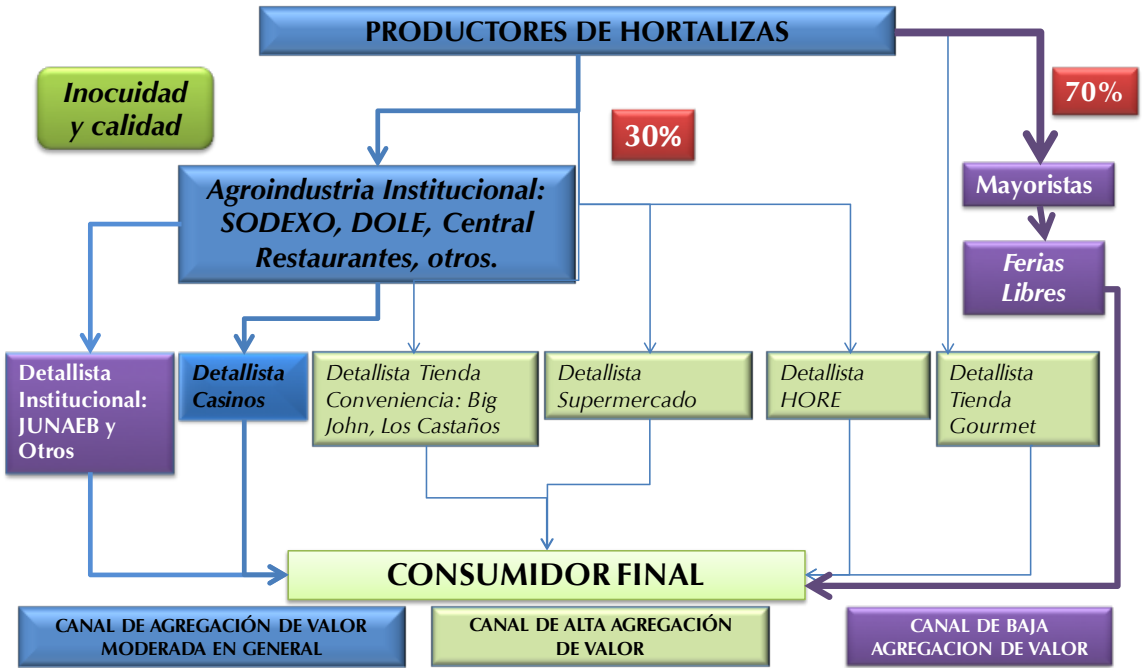 PRODUCTORES DE HORTALIZAS
Inocuidad
y calidad
30%
70%
Agroindustria Institucional:
SODEXO, DOLE, Central
Restaurantes, otros.
Mayoristas
Ferias
Libres
Detallista
Institucional:
JUNAEB y
Otros
Detallista
Casinos
Detallista Tienda
Conveniencia: Big
John, Los Castaños
Detallista
Supermercado
Detallista
HORE
Detallista
Tienda
Gourmet
CONSUMIDOR FINAL
CANAL DE AGREGACIÓN DE VALOR
MODERADA EN GENERAL
CANAL DE ALTA AGREGACIÓN
DE VALOR
CANAL DE BAJA
AGREGACION DE VALOR